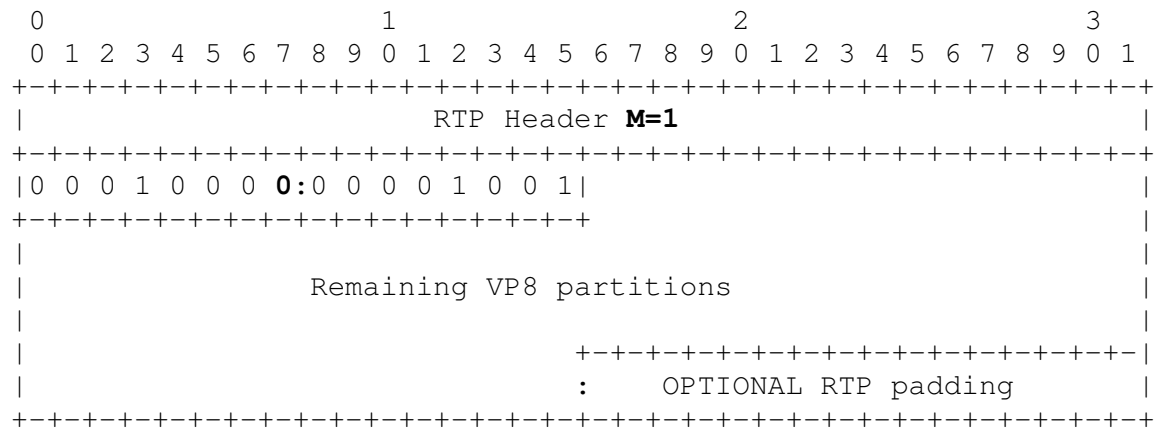 0                   1                   2                   3
 0 1 2 3 4 5 6 7 8 9 0 1 2 3 4 5 6 7 8 9 0 1 2 3 4 5 6 7 8 9 0 1
+-+-+-+-+-+-+-+-+-+-+-+-+-+-+-+-+-+-+-+-+-+-+-+-+-+-+-+-+-+-+-+-+
|                       RTP Header M=1                          |
+-+-+-+-+-+-+-+-+-+-+-+-+-+-+-+-+-+-+-+-+-+-+-+-+-+-+-+-+-+-+-+-+
|0 0 0 1 0 0 0 0:0 0 0 0 1 0 0 1|                               |
+-+-+-+-+-+-+-+-+-+-+-+-+-+-+-+-+                               |
|                                                               |
|                Remaining VP8 partitions                       |
|                                                               |
|                               +-+-+-+-+-+-+-+-+-+-+-+-+-+-+-+-|
|                               :    OPTIONAL RTP padding       |
+-+-+-+-+-+-+-+-+-+-+-+-+-+-+-+-+-+-+-+-+-+-+-+-+-+-+-+-+-+-+-+-+